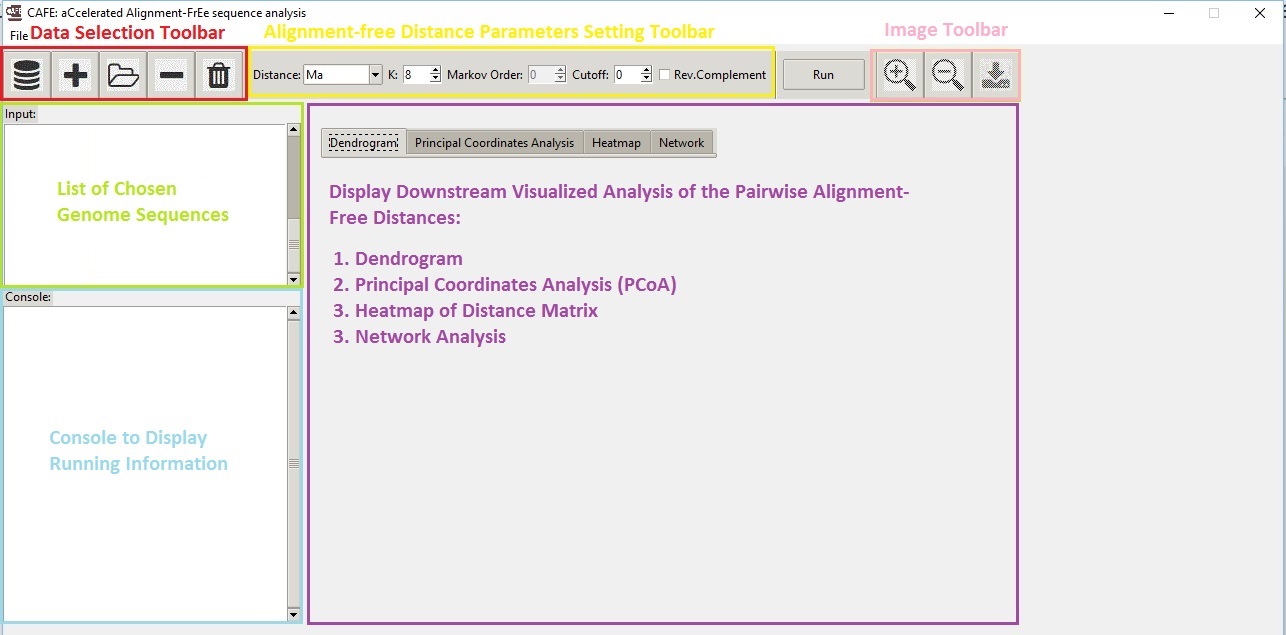 CAFE: aCcelerated Alignment-FrEe sequence analysis
File
Data Selection Toolbar
Alignment-free Distance Parameters Setting Toolbar
Image Toolbar
Distance: Ma K: 8 Markov Order: 0 Cutoff: 0 Rev.Complement Run
Input:
List of Chosen
Genome Sequences
Console:
Console to Display
Running Information
Dendrogram Principal Coordinates Analysis Heatmap Network
Display Downstream Visualized Analysis of the Pairwise Alignment-
Free Distances:
1. Dendrogram
2. Principal Coordinates Analysis (PCoA)
3. Heatmap of Distance Matrix
3. Network Analysis